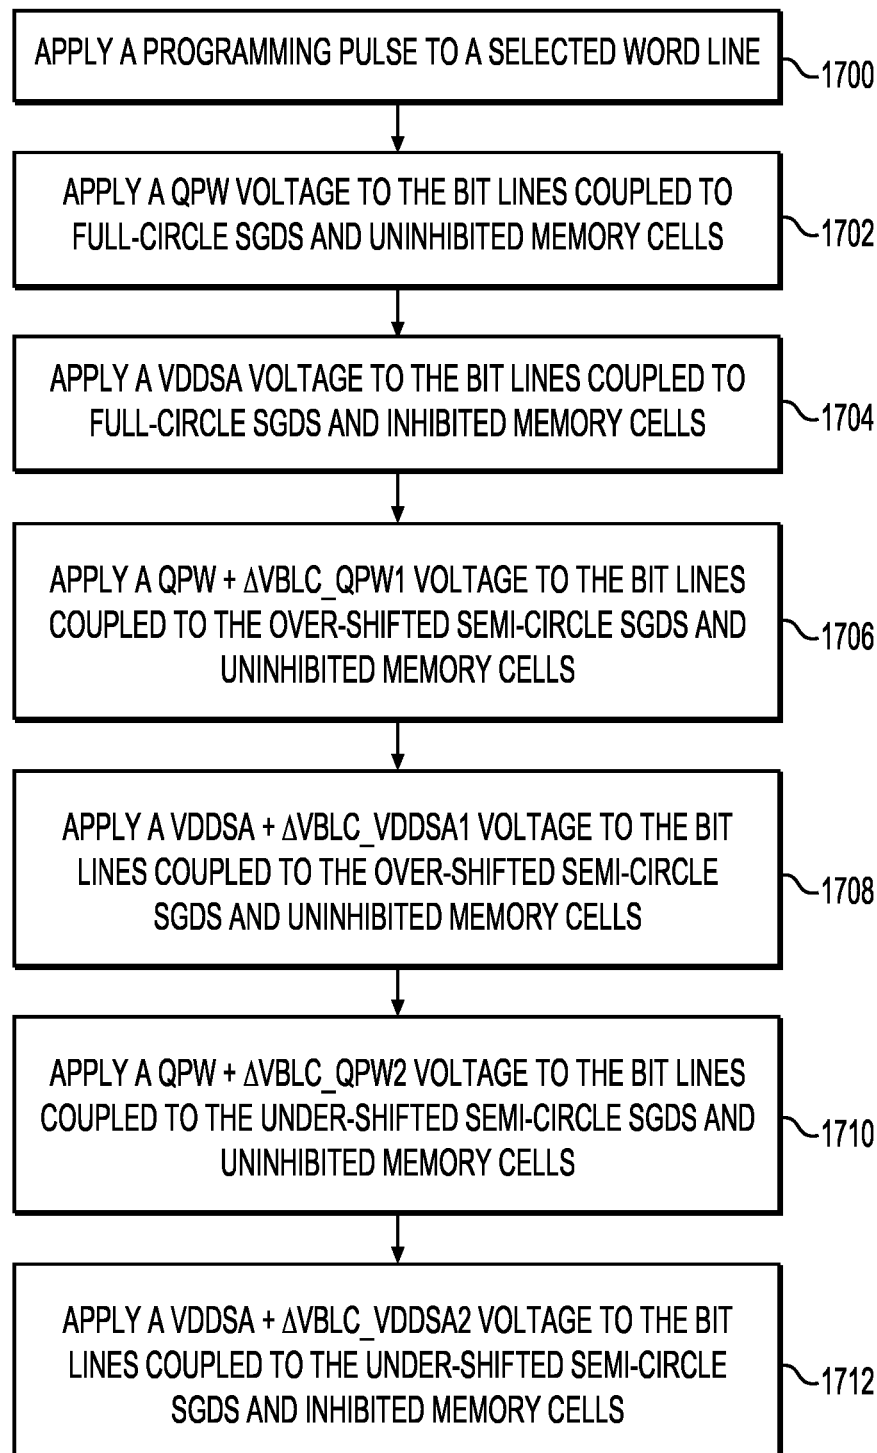 APPLY A PROGRAMMING PULSE TO A SELECTED WORD LINE
1700
APPLY A QPW VOLTAGE TO THE BIT LINES COUPLED TO
FULL-CIRCLE SGDS AND UNINHIBITED MEMORY CELLS
1702
APPLY A VDDSA VOLTAGE TO THE BIT LINES COUPLED TO
FULL-CIRCLE SGDS AND INHIBITED MEMORY CELLS
1704
APPLY A QPW + ΔVBLC_QPW1 VOLTAGE TO THE BIT LINES
COUPLED TO THE OVER-SHIFTED SEMI-CIRCLE SGDS AND
UNINHIBITED MEMORY CELLS
1706
APPLY A VDDSA + ΔVBLC_VDDSA1 VOLTAGE TO THE BIT
LINES COUPLED TO THE OVER-SHIFTED SEMI-CIRCLE
SGDS AND UNINHIBITED MEMORY CELLS
1708
APPLY A QPW + ΔVBLC_QPW2 VOLTAGE TO THE BIT LINES
COUPLED TO THE UNDER-SHIFTED SEMI-CIRCLE SGDS AND
UNINHIBITED MEMORY CELLS
1710
APPLY A VDDSA + ΔVBLC_VDDSA2 VOLTAGE TO THE BIT
LINES COUPLED TO THE UNDER-SHIFTED SEMI-CIRCLE
SGDS AND INHIBITED MEMORY CELLS
1712